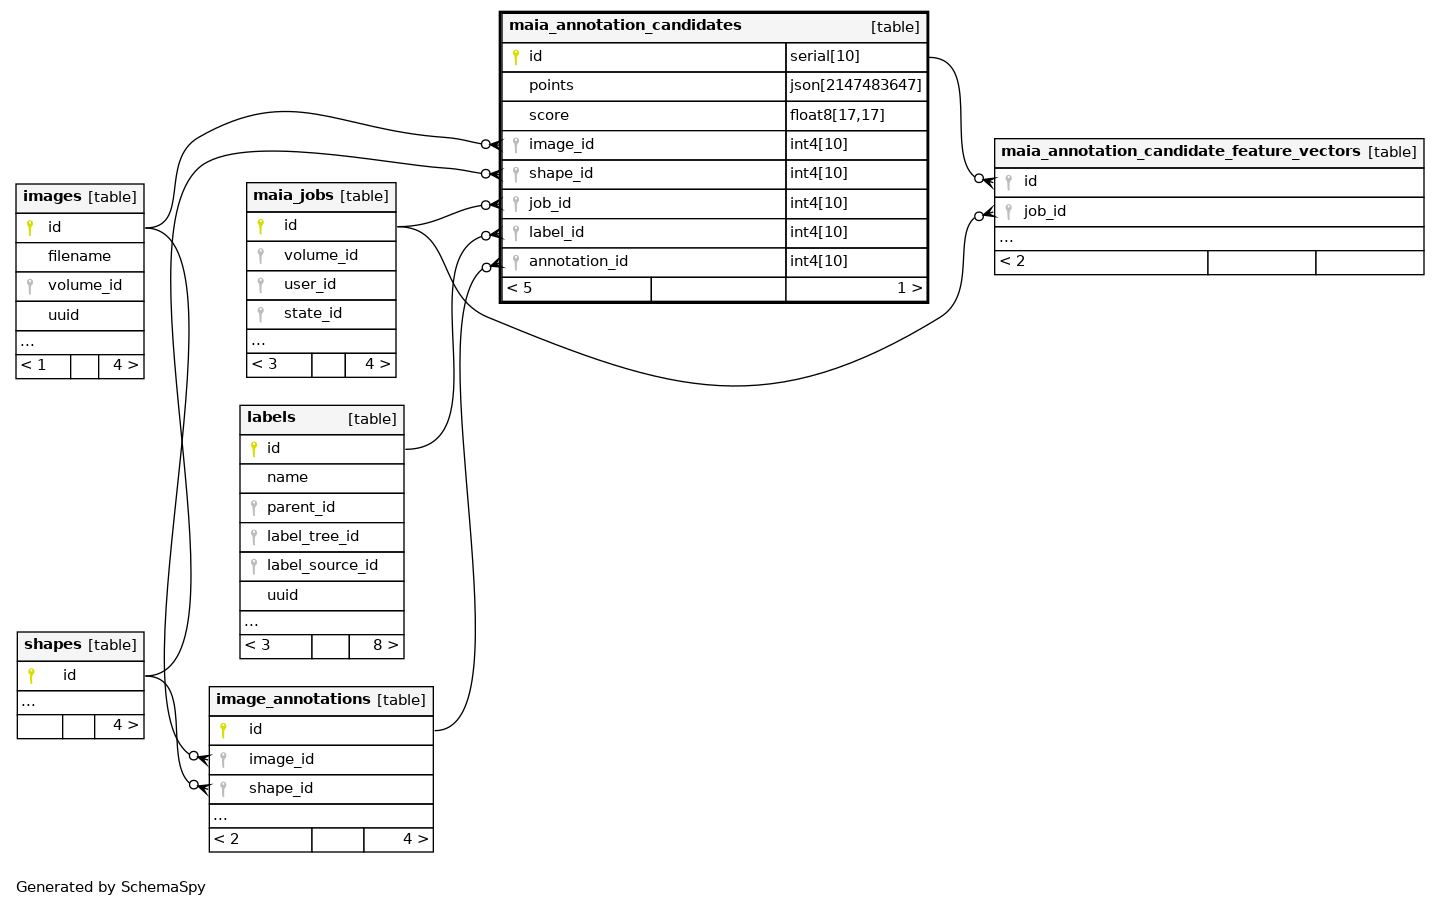 maia_annotation_candidates [table]
id serial[10]
points json[2147483647]
score float8[17,17]
image_id int4[10]
shape_id int4[10]
job_id int4[10]
label_id int4[10]
annotation_id int4[10]
< 5 1 >
maia_annotation_candidate_feature_vectors [table]
id
job_id
...
< 2
images [table]
id
filename
volume_id
uuid
...
< 1 4 >
maia_jobs [table]
id
volume_id
user_id
state_id
...
< 3 4 >
labels [table]
id
name
parent_id
label_tree_id
label_source_id
uuid
...
< 3 8 >
shapes [table]
id
...
4 >
image_annotations [table]
id
image_id
shape_id
...
< 2 4 >
Generated by SchemaSpy